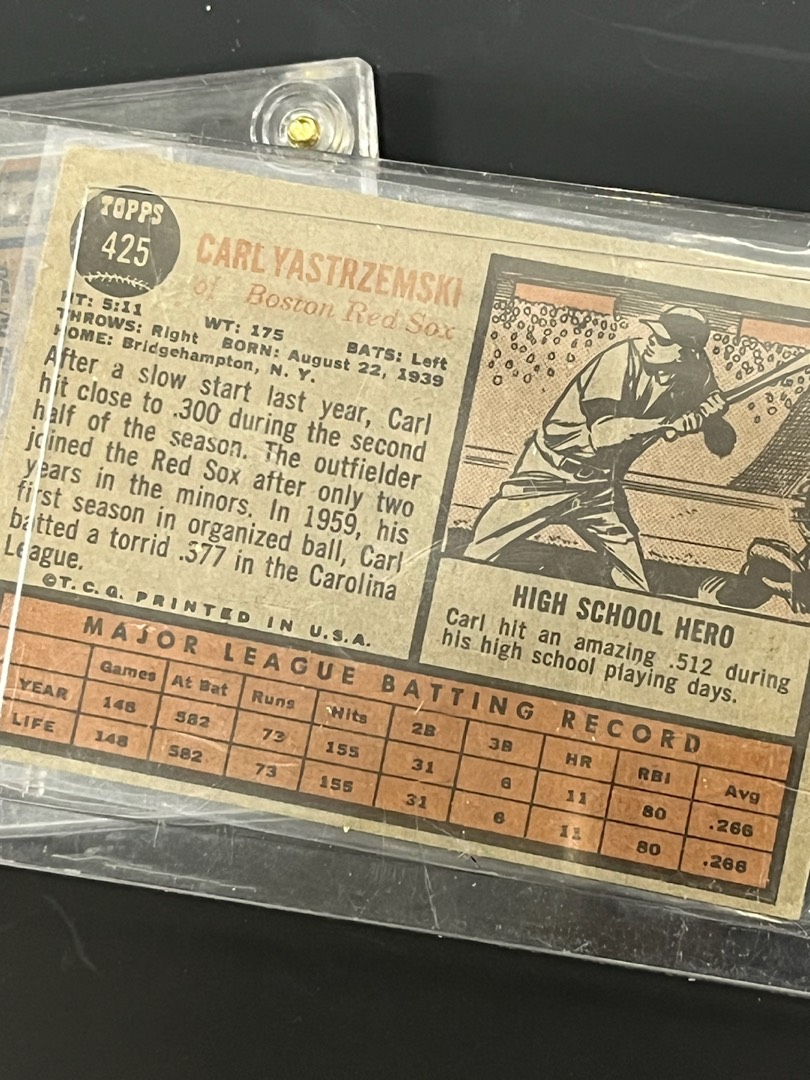 TOPPS
425
CARL YASTRZEMSKI
of Boston Red Sox
HT: 5:11 WT: 175 BATS: Left
THROWS: Right BORN: August 22, 1939
HOME: Bridgehampton, N. Y.
After a slow start last year, Carl
hit close to .300 during the second
half of the season. The outfielder
joined the Red Sox after only two
years in the minors. In 1959, his
first season in organized ball, Carl
batted a torrid .377 in the Carolina
League.
©T. C. G. PRINTED IN U.S.A.
HIGH SCHOOL HERO
Carl hit an amazing .512 during
his high school playing days.
MAJOR LEAGUE BATTING RECORD
Games At Bat Runs Hits 2B 3B HR RBI Avg
YEAR 148 582 73 155 31 6 11 80 .266
LIFE 148 582 73 155 31 6 11 80 .266